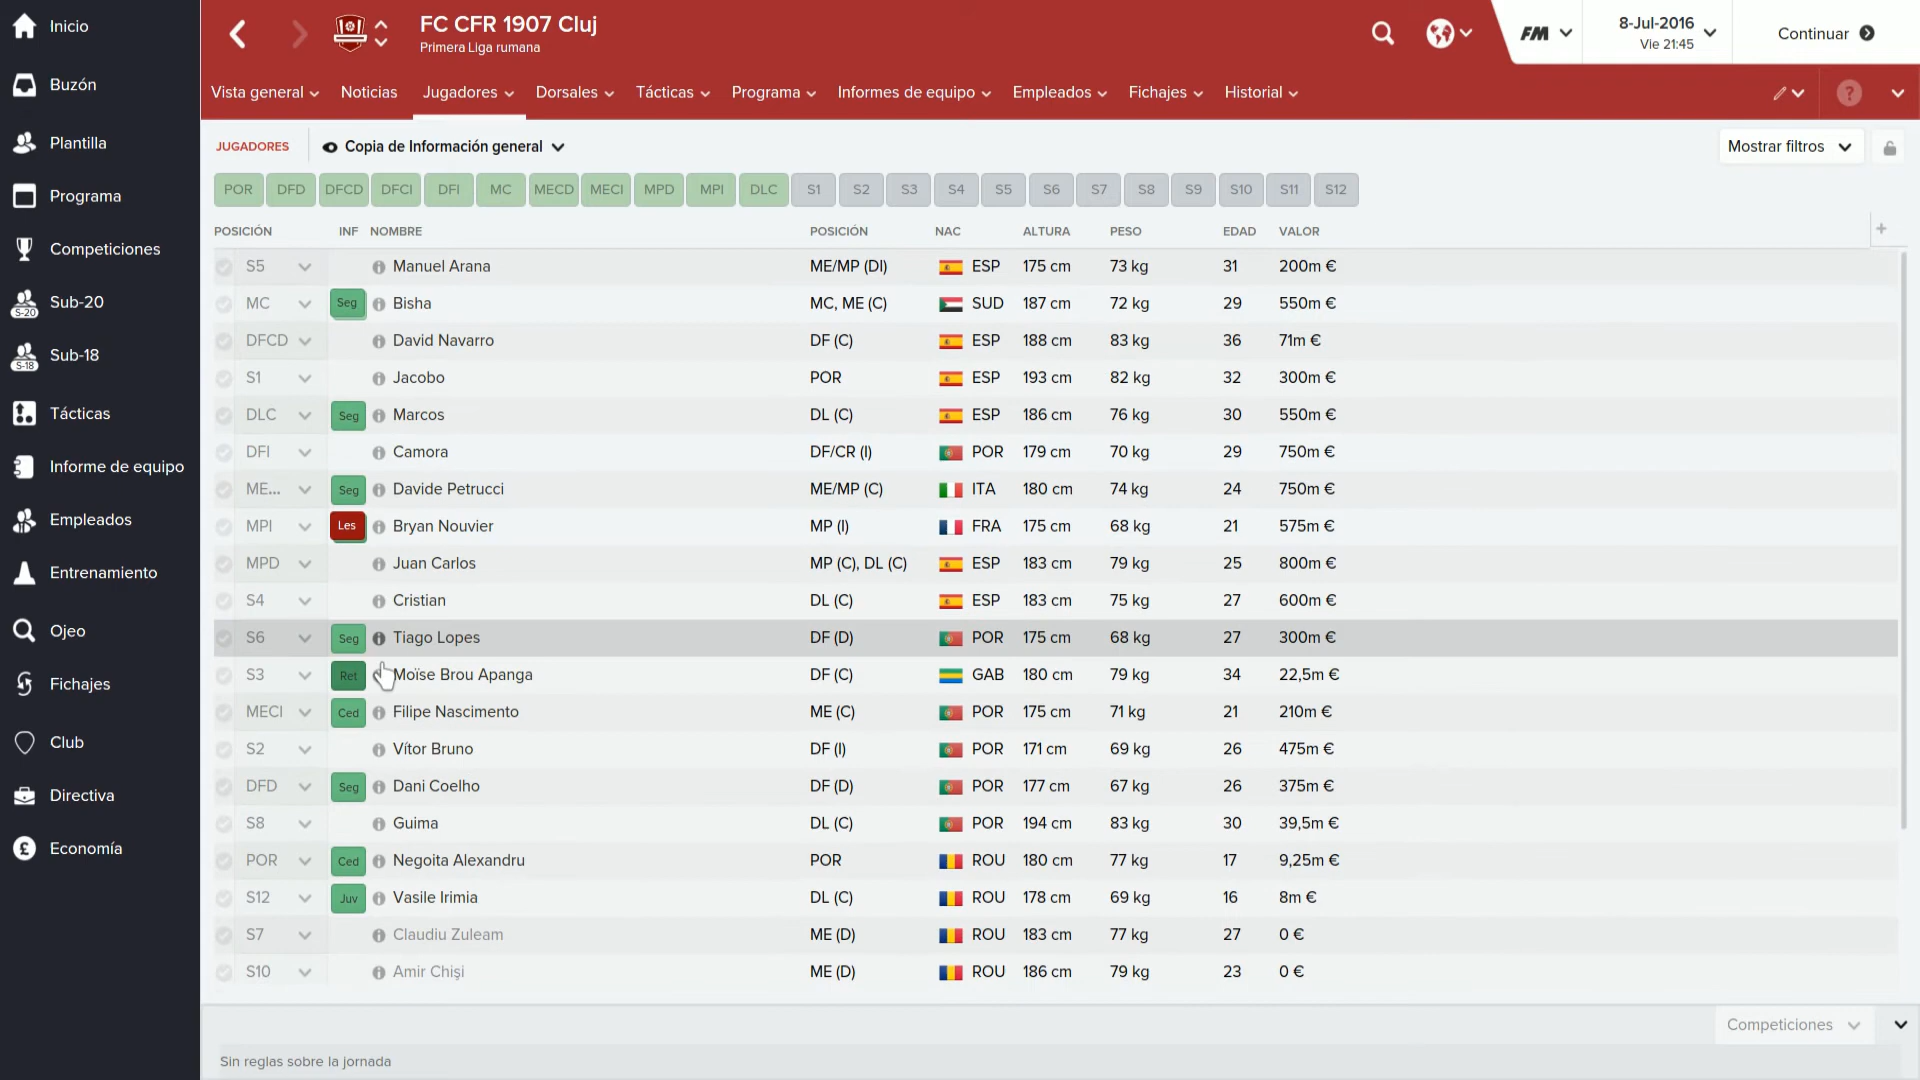 Inicio
Buzón
Plantilla
Programa
Competiciones
S-20
Sub-20
S-18
Sub-18
Tácticas
Informe de equipo
Empleados
Entrenamiento
Ojeo
Fichajes
Club
Directiva
Economía
FC CFR 1907 Cluj
Primera Liga rumana
FM
8-Jul-2016
Vie 21:45
Continuar
Vista general Noticias Jugadores Dorsales Tácticas Programa Informes de equipo Empleados Fichajes Historial ?
JUGADORES Copia de Información general Mostrar filtros
POR DFD DFCD DFCI DFI MC MECD MECI MPD MPI DLC S1 S2 S3 S4 S5 S6 S7 S8 S9 S10 S11 S12
POSICIÓN INF NOMBRE POSICIÓN NAC ALTURA PESO EDAD VALOR +
S5 Manuel Arana ME/MP (DI) ESP 175 cm 73 kg 31 200m €
MC Seg Bisha MC, ME (C) SUD 187 cm 72 kg 29 550m €
DFCD David Navarro DF (C) ESP 188 cm 83 kg 36 71m €
S1 Jacobo POR ESP 193 cm 82 kg 32 300m €
DLC Seg Marcos DL (C) ESP 186 cm 76 kg 30 550m €
DFI Camora DF/CR (I) POR 179 cm 70 kg 29 750m €
ME... Seg Davide Petrucci ME/MP (C) ITA 180 cm 74 kg 24 750m €
MPI Les Bryan Nouvier MP (I) FRA 175 cm 68 kg 21 575m €
MPD Juan Carlos MP (C), DL (C) ESP 183 cm 79 kg 25 800m €
S4 Cristian DL (C) ESP 183 cm 75 kg 27 600m €
S6 Seg Tiago Lopes DF (D) POR 175 cm 68 kg 27 300m €
S3 Ret Moïse Brou Apanga DF (C) GAB 180 cm 79 kg 34 22,5m €
MECI Ced Filipe Nascimento ME (C) POR 175 cm 71 kg 21 210m €
S2 Vítor Bruno DF (I) POR 171 cm 69 kg 26 475m €
DFD Seg Dani Coelho DF (D) POR 177 cm 67 kg 26 375m €
S8 Guima DL (C) POR 194 cm 83 kg 30 39,5m €
POR Ced Negoita Alexandru POR ROU 180 cm 77 kg 17 9,25m €
S12 Juv Vasile Irimia DL (C) ROU 178 cm 69 kg 16 8m €
S7 Claudiu Zuleam ME (D) ROU 183 cm 77 kg 27 0 €
S10 Amir Chişi ME (D) ROU 186 cm 79 kg 23 0 €
Competiciones
Sin reglas sobre la jornada